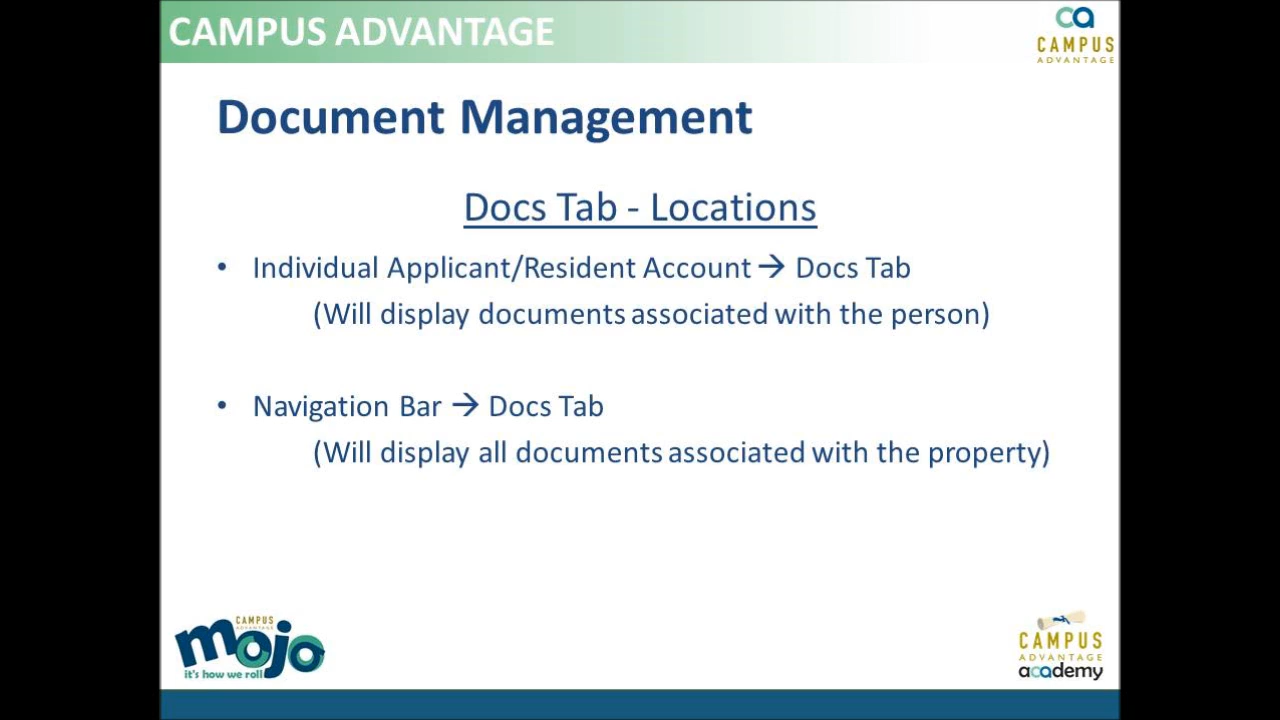 CAMPUS ADVANTAGE
ca
CAMPUS
ADVANTAGE
Document Management
Docs Tab - Locations
• Individual Applicant/Resident Account → Docs Tab
(Will display documents associated with the person)
• Navigation Bar → Docs Tab
(Will display all documents associated with the property)
CAMPUS
ADVANTAGE
mojo
it's how we roll
CAMPUS
ADVANTAGE
academy